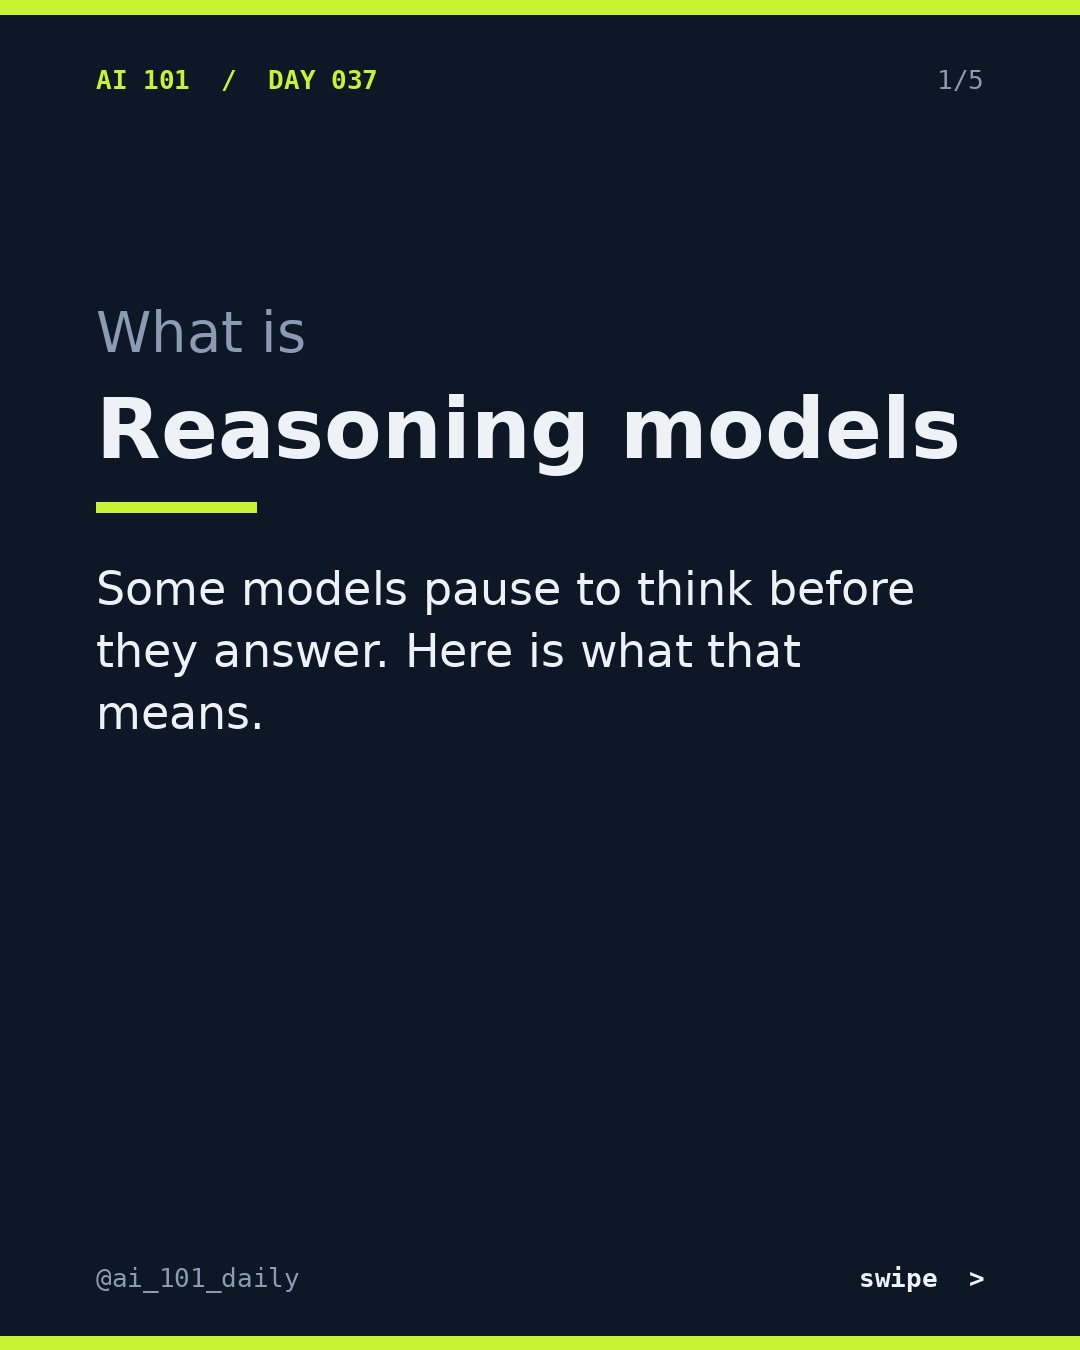 AI 101 / DAY 037
1/5
What is
Reasoning models
Some models pause to think before
they answer. Here is what that
means.
@ai_101_daily
swipe >